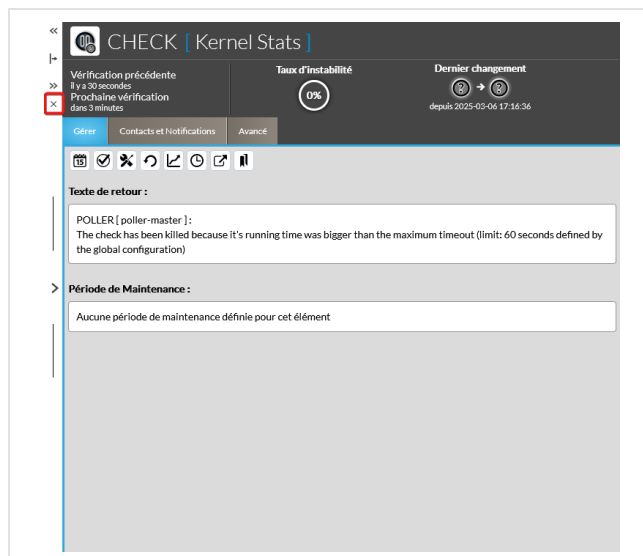 CHECK [ Kernel Stats ]
Vérification précédente
Il y a 30 secondes
Prochaine vérification
dans 3 minutes
Taux d'instabilité
0%
Dernier changement
depuis 2025-03-06 17:16:36
Gérer
Contacts et Notifications
Avancé
15
Texte de retour :
POLLER [ poller-master ] :
The check has been killed because it's running time was bigger than the maximum timeout (limit: 60 seconds defined by
the global configuration)
Période de Maintenance :
Aucune période de maintenance définie pour cet élément